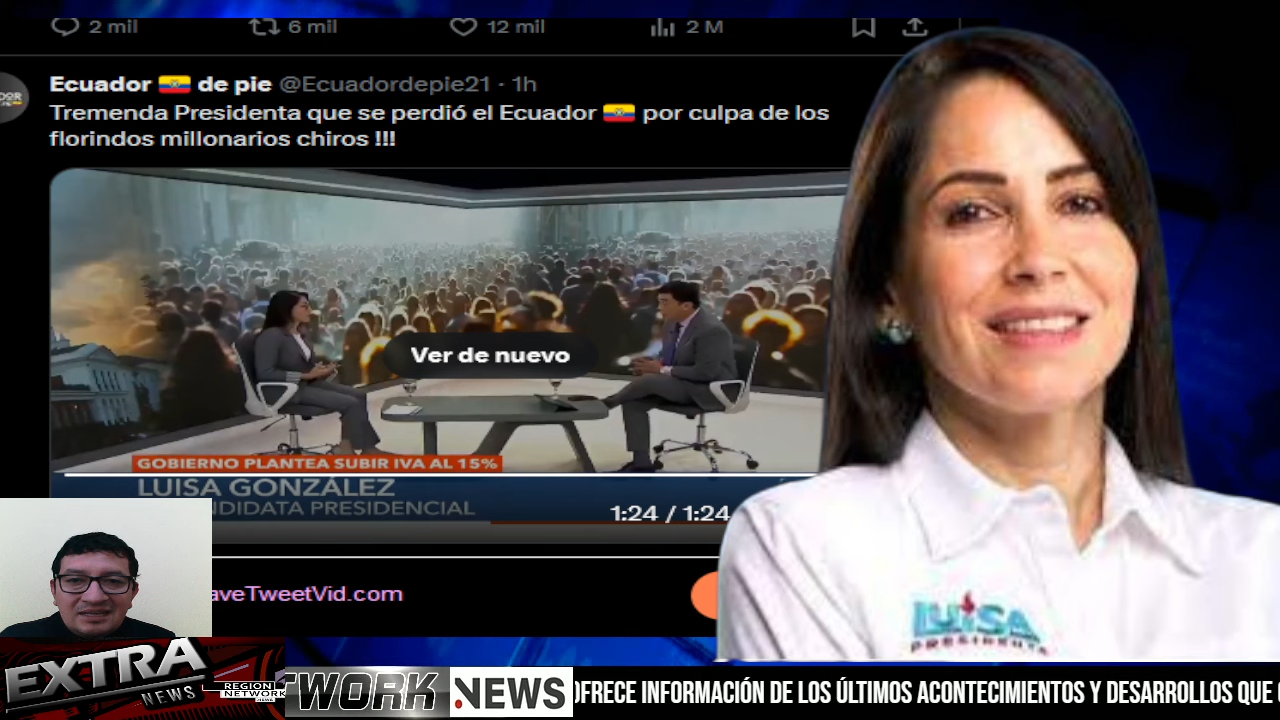 2 mil 6 mil 12 mil 2 M
Ecuador de pie @Ecuadordepie21 · 1h
Tremenda Presidenta que se perdió el Ecuador por culpa de los
florindos millonarios chiros !!!
Ver de nuevo
GOBIERNO PLANTEA SUBIR IVA AL 15%
LUISA GONZÁLEZ
NDIDATA PRESIDENCIAL
1:24 / 1:24
aveTweetVid.com
LUISA
PRESIDENTA
EXTRA
NEWS
REGION
NETWORK
TWORK
.NEWS
OFRECE INFORMACIÓN DE LOS ÚLTIMOS ACONTECIMIENTOS Y DESARROLLOS QUE